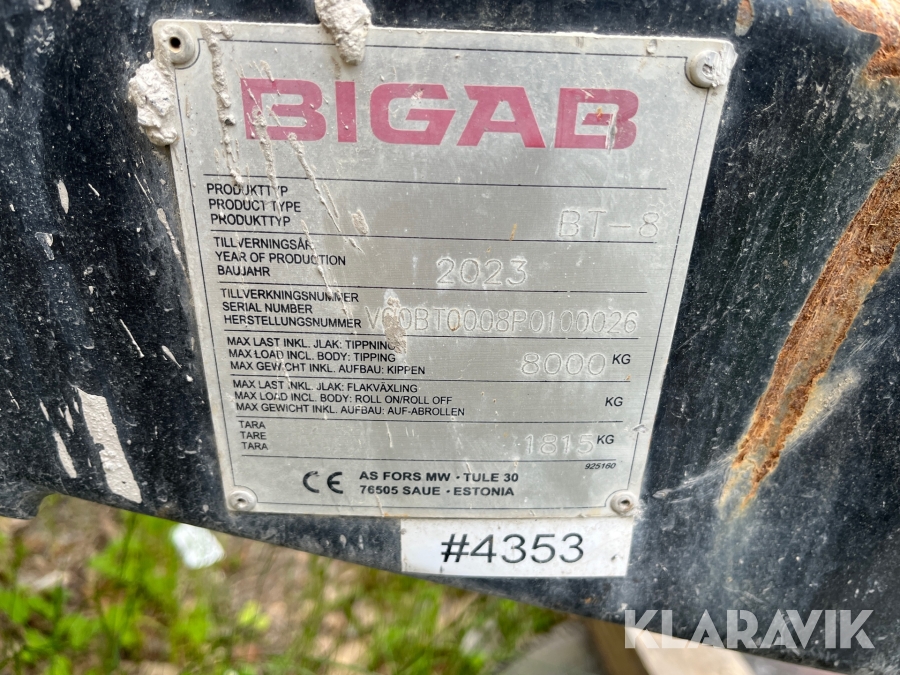 BIGAB
PRODUKTTYP
PRODUCT TYPE
PRODUKTTYP
BT-8
TILLVERNINGSÅR
YEAR OF PRODUCTION
BAUJAHR
2023
TILLVERKNINGSNUMMER
SERIAL NUMBER
HERSTELLUNGSNUMMER
MAX LAST INKL. JLAK: TIPPNING
MAX LOAD INCL. BODY: TIPPING
MAX GEWICHT INKL. AUFBAU: KIPPEN
8000 KG
MAX LAST INKL. JLAK: FLAKVÄXLING
MAX LOAD INCL. BODY: ROLL ON/ROLL OFF
MAX GEWICHT INKL. AUFBAU: AUF-ABROLLEN
KG
TARA
TARE
TARA
1815 KG
925160
CE
AS FORS MW · TULE 30
76505 SAUE · ESTONIA
#4353
KLARAVIK